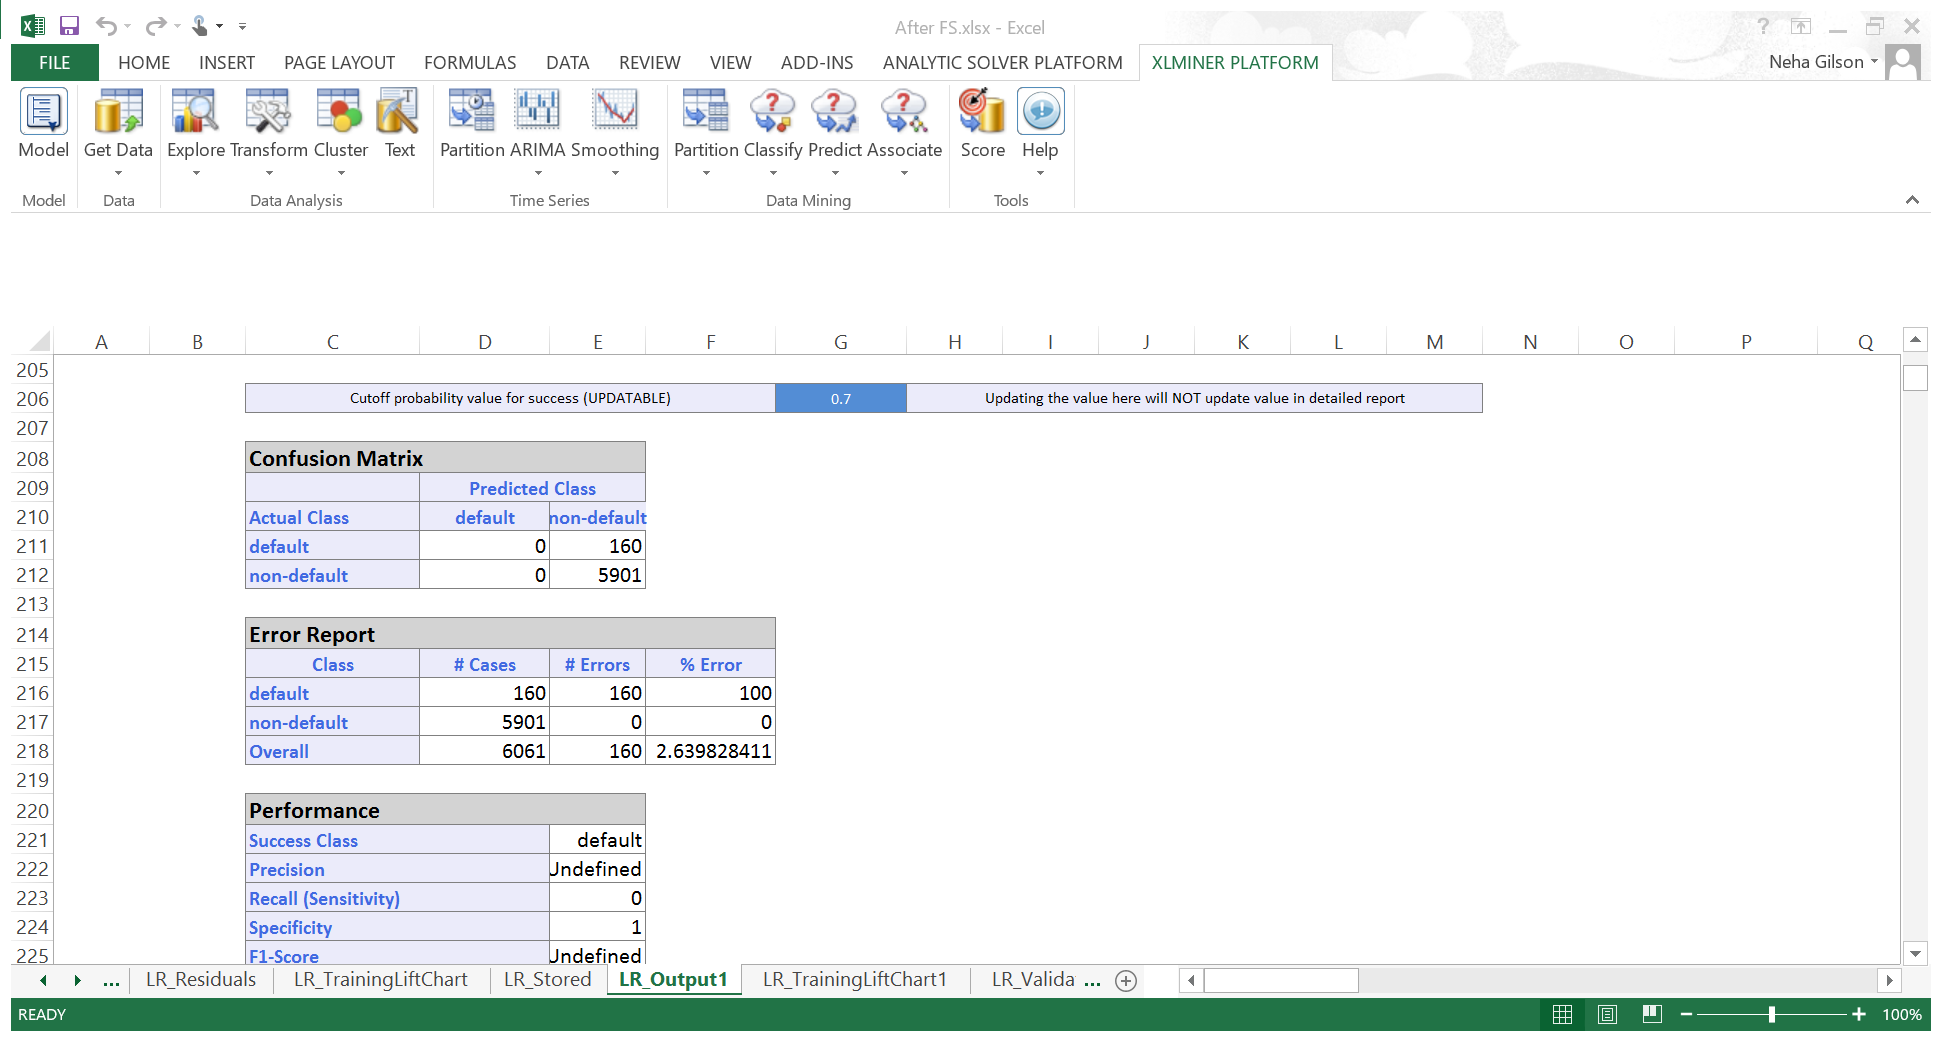 After FS.xlsx - Excel
FILE HOME INSERT PAGE LAYOUT FORMULAS DATA REVIEW VIEW ADD-INS ANALYTIC SOLVER PLATFORM XLMINER PLATFORM Neha Gilson
Model Get Data Explore Transform Cluster Text Partition ARIMA Smoothing Partition Classify Predict Associate Score Help
Model Data Data Analysis Time Series Data Mining Tools
A B C D E F G H I J K L M N O P Q
205
206 Cutoff probability value for success (UPDATABLE) 0.7 Updating the value here will NOT update value in detailed report
207
208 Confusion Matrix
209 Predicted Class
210 Actual Class default non-default
211 default 0 160
212 non-default 0 5901
213
214 Error Report
215 Class # Cases # Errors % Error
216 default 160 160 100
217 non-default 5901 0 0
218 Overall 6061 160 2.639828411
219
220 Performance
221 Success Class default
222 Precision Undefined
223 Recall (Sensitivity) 0
224 Specificity 1
225 F1-Score Undefined
... LR_Residuals LR_TrainingLiftChart LR_Stored LR_Output1 LR_TrainingLiftChart1 LR_Valida ...
READY 100%